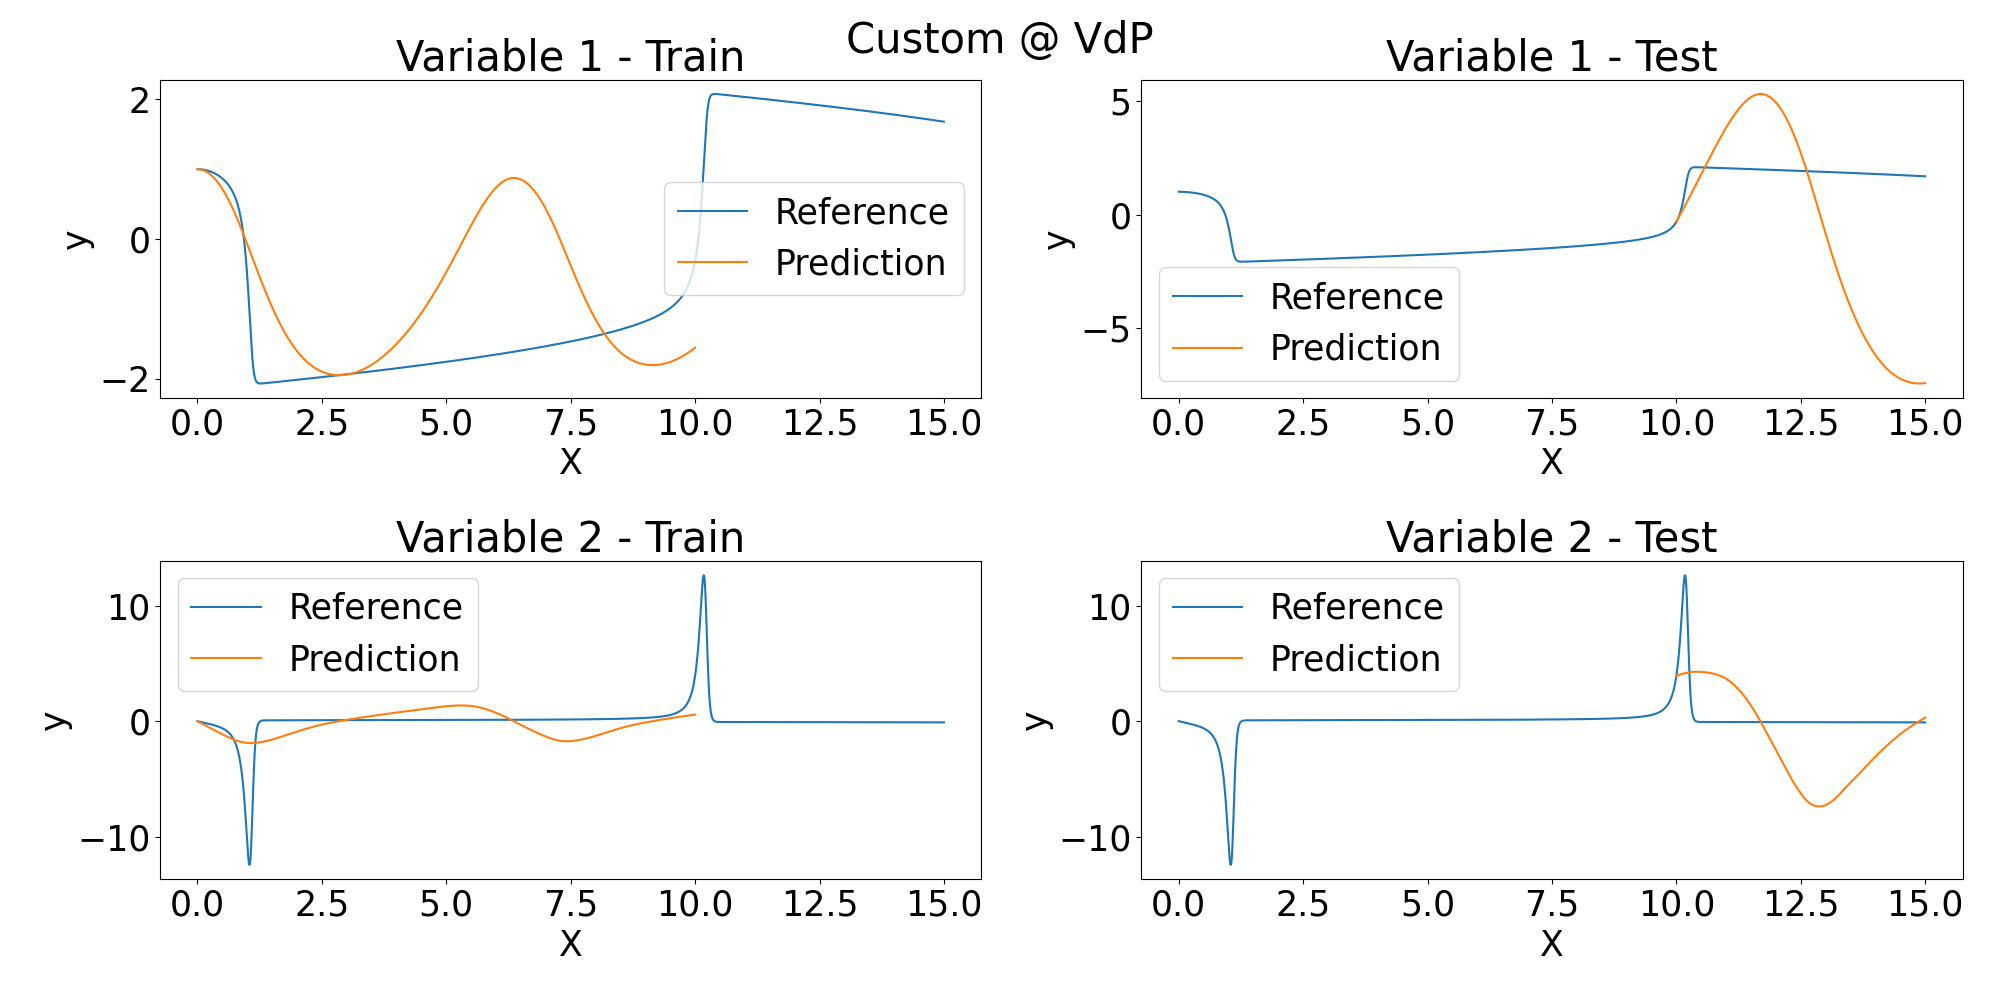 Custom @ VdP
Variable 1 - Train
2
0
−2
y
Reference
Prediction
0.0 2.5 5.0 7.5 10.0 12.5 15.0
X
Variable 1 - Test
5
0
−5
y
Reference
Prediction
0.0 2.5 5.0 7.5 10.0 12.5 15.0
X
Variable 2 - Train
10
0
−10
y
Reference
Prediction
0.0 2.5 5.0 7.5 10.0 12.5 15.0
X
Variable 2 - Test
10
0
−10
y
Reference
Prediction
0.0 2.5 5.0 7.5 10.0 12.5 15.0
X